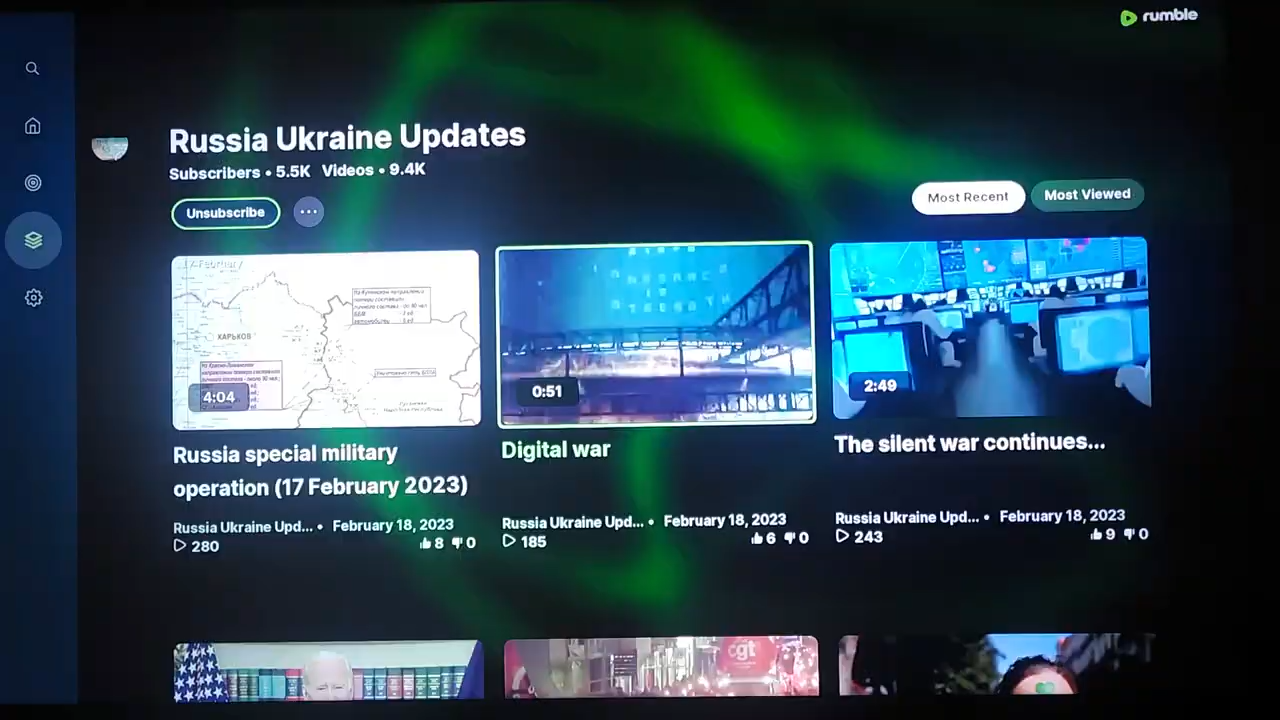 rumble
Russia Ukraine Updates
Subscribers • 5.5K Videos • 9.4K
Unsubscribe
Most Recent
Most Viewed
17 February
ХАРЬКОВ
4:04
0:51
2:49
Russia special military
operation (17 February 2023)
Digital war
The silent war continues...
Russia Ukraine Upd... • February 18, 2023
280
8 0
Russia Ukraine Upd... • February 18, 2023
185
6 0
Russia Ukraine Upd... • February 18, 2023
243
9 0
cgt